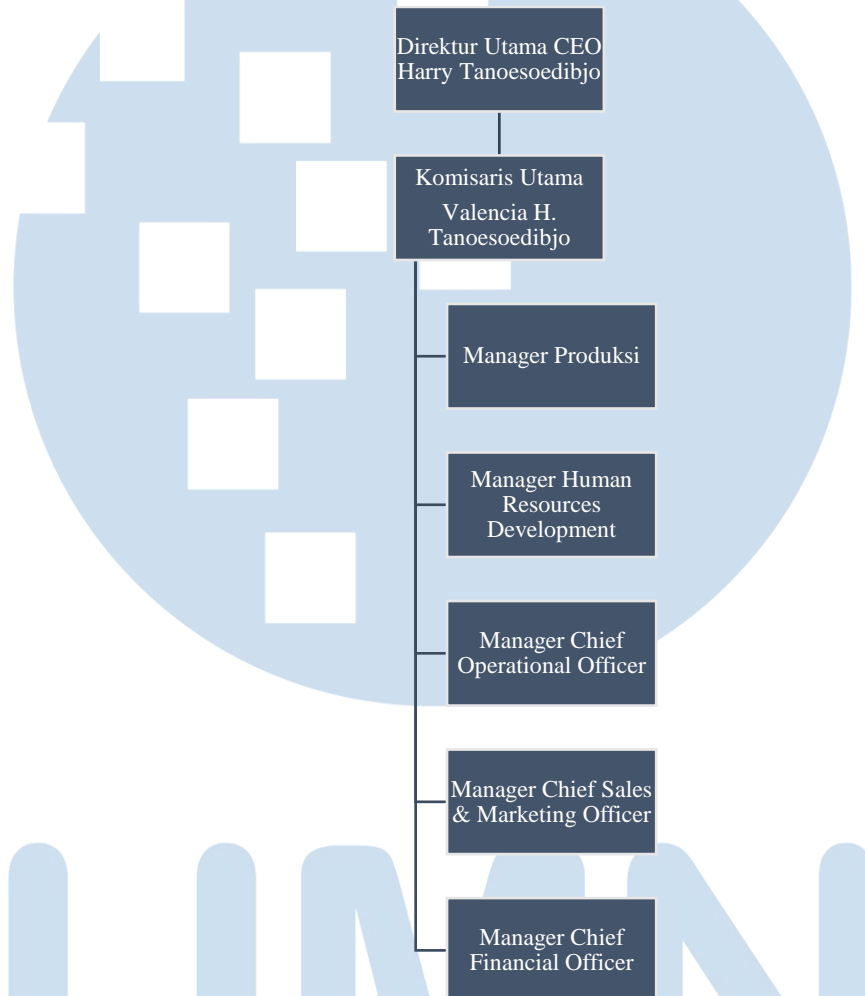 Direktur Utama CEO
Harry Tanoesoedibjo
Komisaris Utama
Valencia H.
Tanoesoedibjo
Manager Produksi
Manager Human
Resources
Development
Manager Chief
Operational Officer
Manager Chief Sales
& Marketing Officer
Manager Chief
Financial Officer
UMN